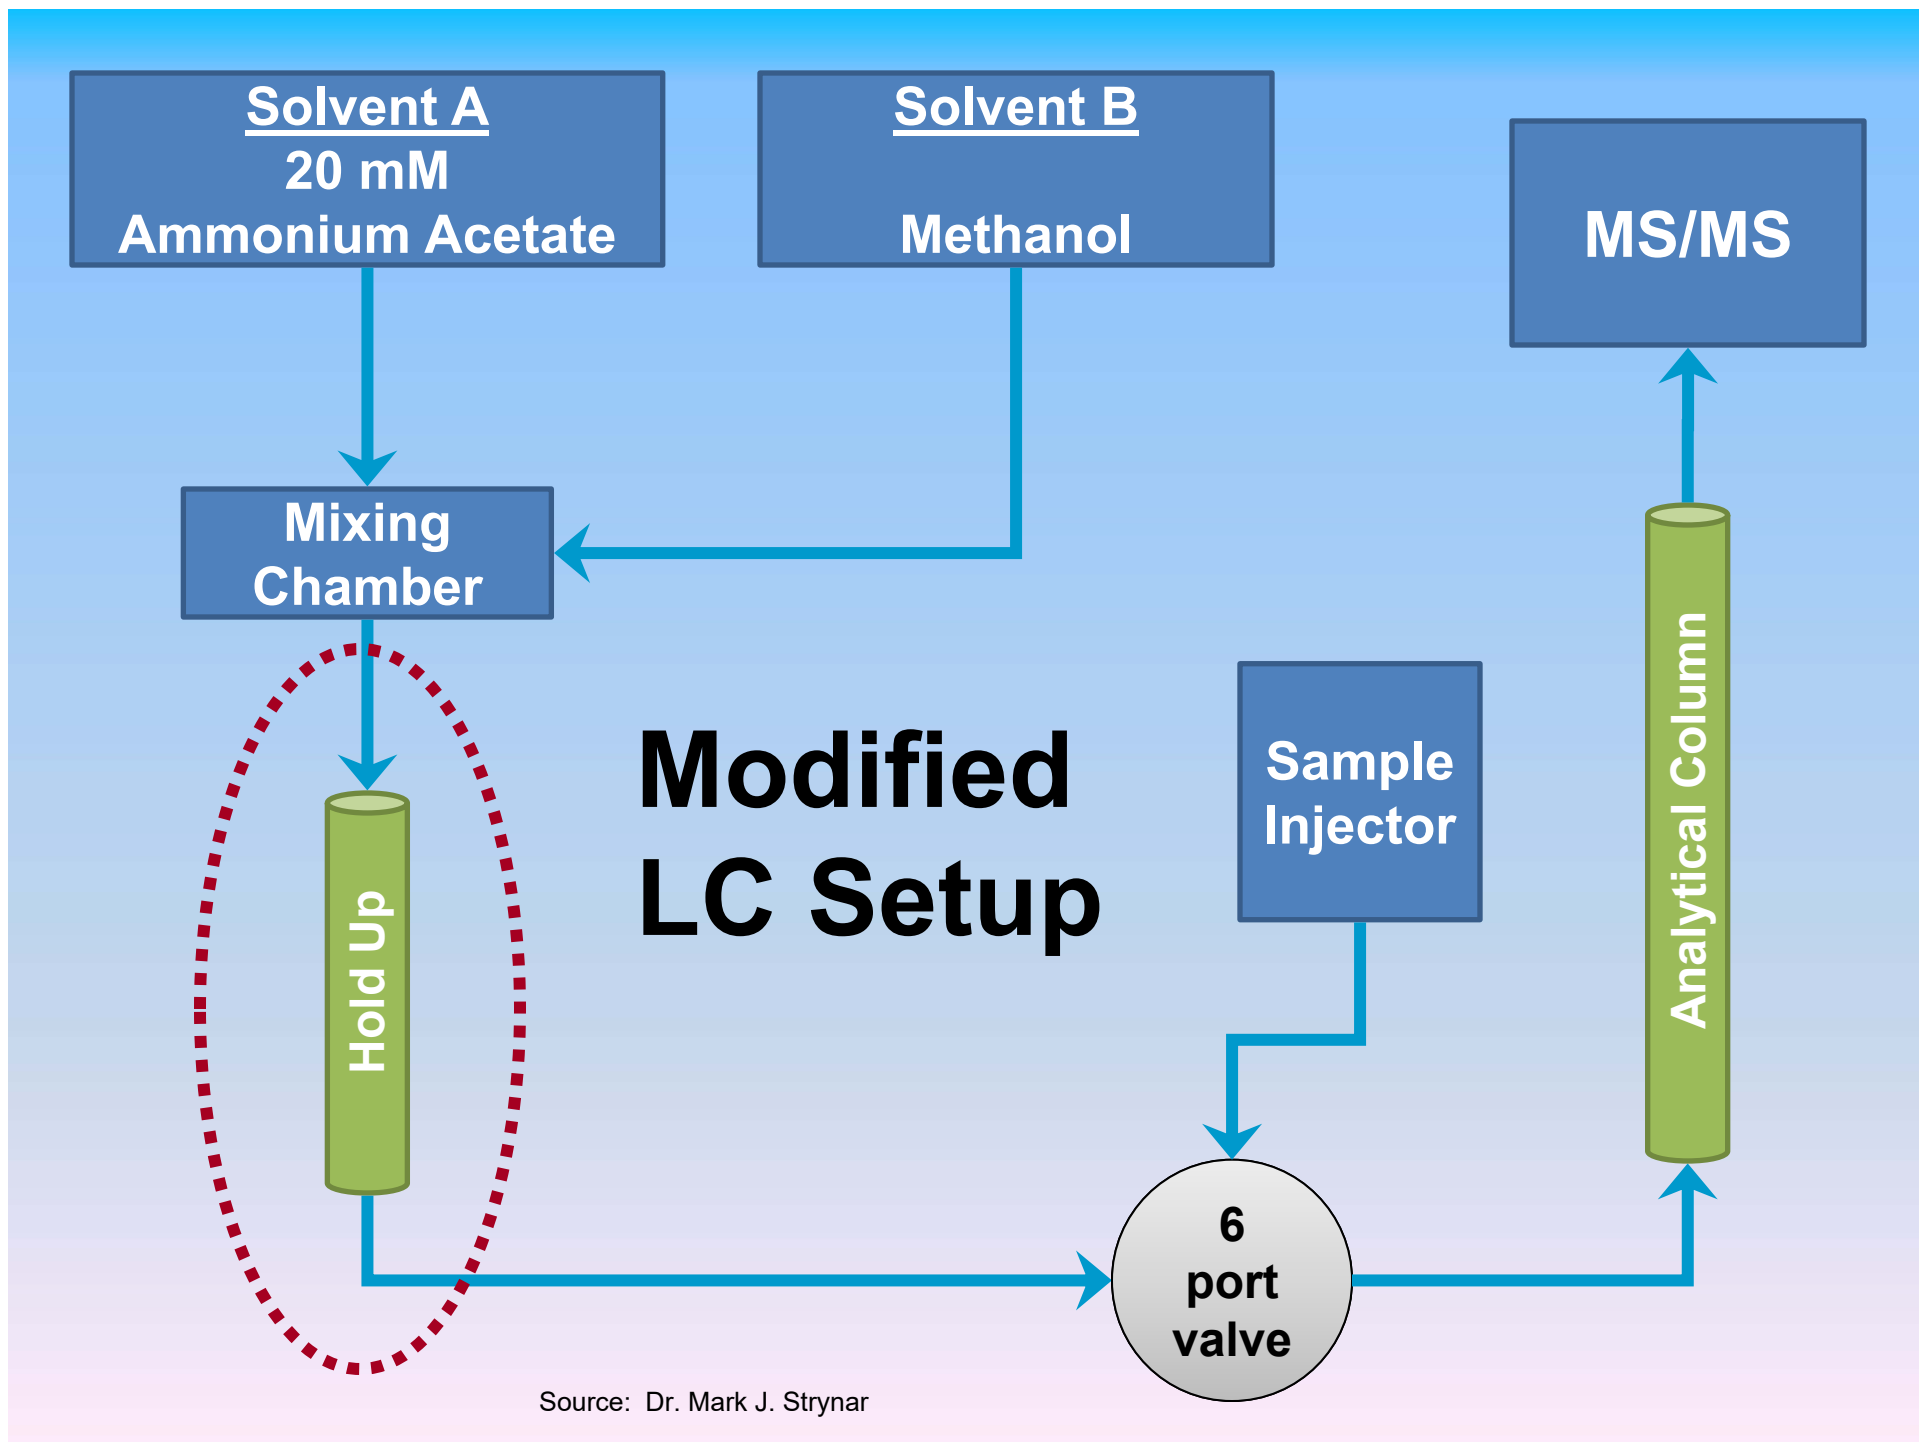 Solvent A
20 mM
Ammonium Acetate
Solvent B
Methanol
MS/MS
Mixing
Chamber
Modified
LC Setup
Sample
Injector
Hold Up
Analytical Column
6
port
valve
Source:  Dr. Mark J. Strynar